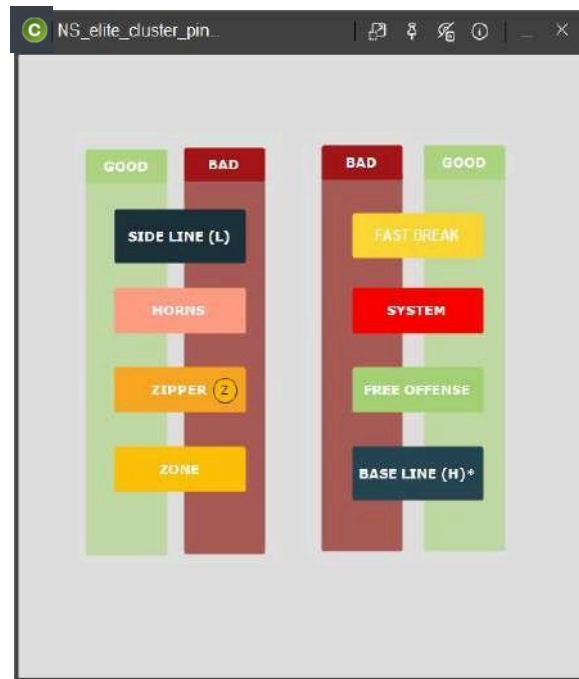 C NS_elite_cluster_pin...
GOOD BAD BAD GOOD
SIDE LINE (L) FAST BREAK
HORNS SYSTEM
ZIPPER Z FREE OFFENSE
ZONE BASE LINE (H)*